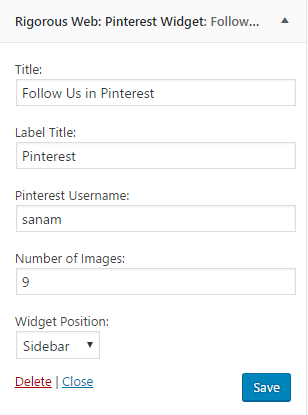 Rigorous Web: Pinterest Widget: Follow...
Title:
Follow Us in Pinterest
Label Title:
Pinterest
Pinterest Username:
sanam
Number of Images:
9
Widget Position:
Sidebar
Delete | Close
Save